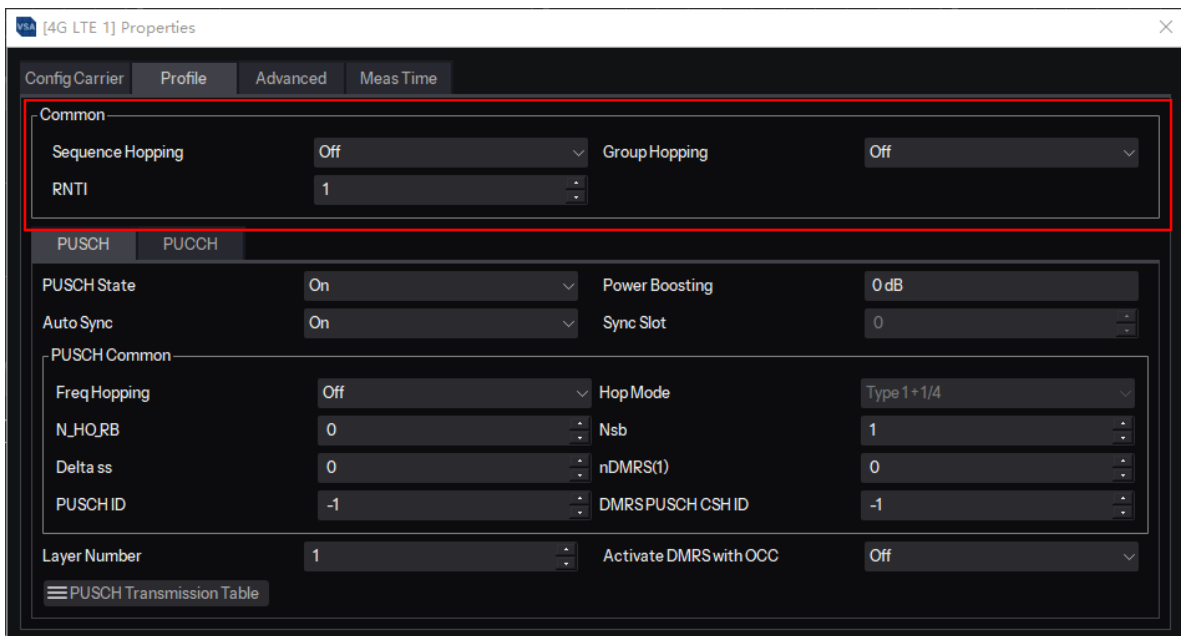 VSA [4G LTE 1] Properties
Config Carrier Profile Advanced Meas Time
Common
Sequence Hopping Off Group Hopping Off
RNTI 1
PUSCH PUCCH
PUSCH State On Power Boosting 0 dB
Auto Sync On Sync Slot 0
PUSCH Common
Freq Hopping Off Hop Mode Type 1+1/4
N_HO_RB 0 Nsb 1
Delta ss 0 nDMRS(1) 0
PUSCH ID -1 DMRS PUSCH CSH ID -1
Layer Number 1 Activate DMRS with OCC Off
PUSCH Transmission Table